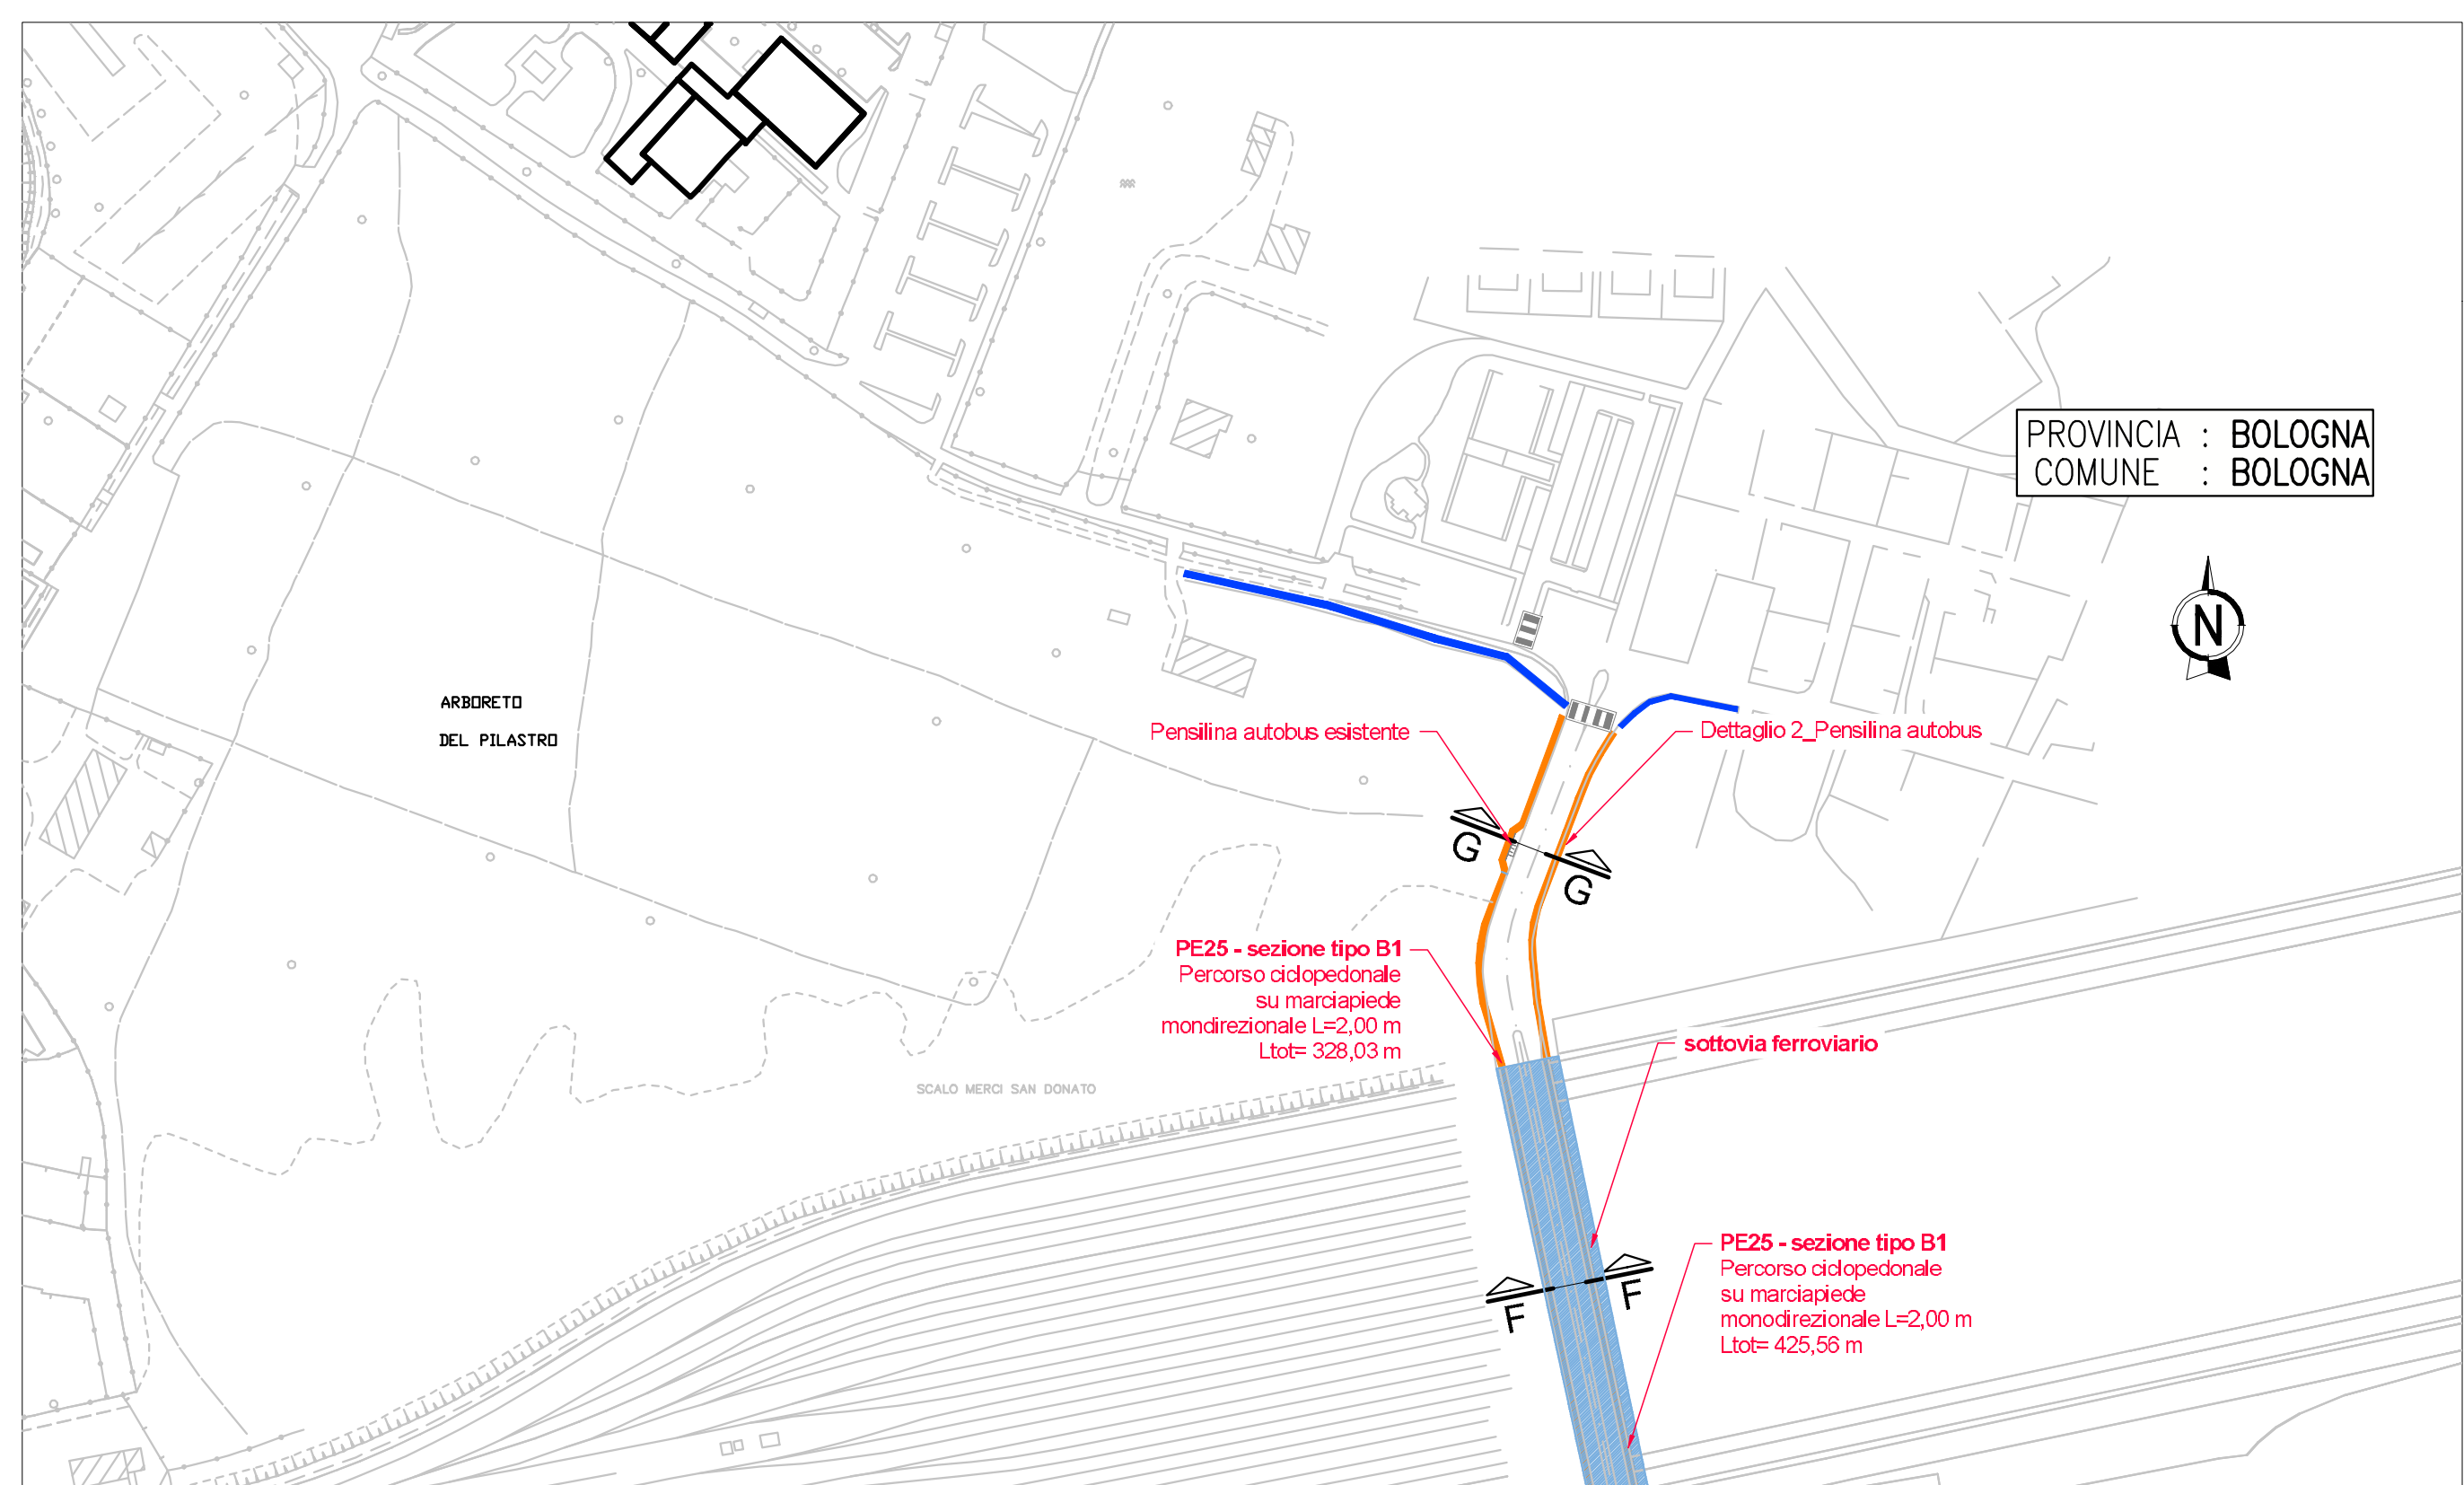 PROVINCIA : BOLOGNA
COMUNE : BOLOGNA
N
ARBORETO
DEL PILASTRO
Pensilina autobus esistente
Dettaglio 2_Pensilina autobus
G
G
PE25 - sezione tipo B1
Percorso ciclopedonale
su marciapiede
mondirezionale L=2,00 m
Ltot= 328,03 m
sottovia ferroviario
SCALO MERCI SAN DONATO
PE25 - sezione tipo B1
Percorso ciclopedonale
su marciapiede
monodirezionale L=2,00 m
Ltot= 425,56 m
F
F